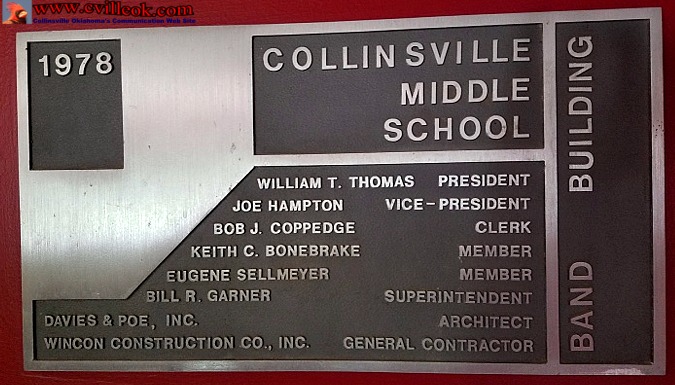 www.cvilleok.com
Collinsville Oklahoma's Communication Web Site
1978
COLLINSVILLE
MIDDLE
SCHOOL
WILLIAM T. THOMAS PRESIDENT
JOE HAMPTON VICE-PRESIDENT
BOB J. COPPEDGE CLERK
KEITH C. BONEBRAKE MEMBER
EUGENE SELLMEYER MEMBER
BILL R. GARNER SUPERINTENDENT
DAVIES & POE, INC. ARCHITECT
WINCON CONSTRUCTION CO., INC. GENERAL CONTRACTOR
BAND BUILDING